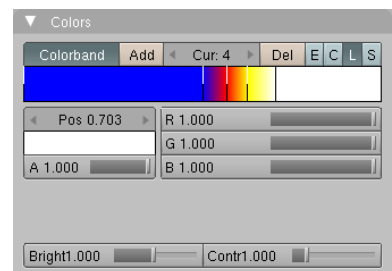 Colors
Colorband Add Cur: 4 Del E C L S
Pos 0.703 R 1.000
G 1.000
A 1.000 B 1.000
Bright1.000 Contr1.000